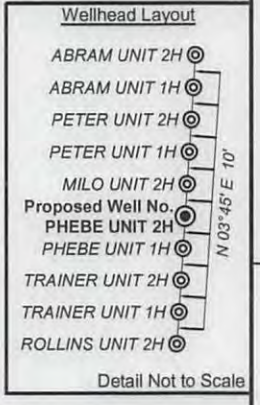 Wellhead Layout
ABRAM UNIT 2H
ABRAM UNIT 1H
PETER UNIT 2H
PETER UNIT 1H
MILO UNIT 2H
Proposed Well No.
PHEBE UNIT 2H
PHEBE UNIT 1H
TRAINER UNIT 2H
TRAINER UNIT 1H
ROLLINS UNIT 2H
N 03°45' E 10'
Detail Not to Scale